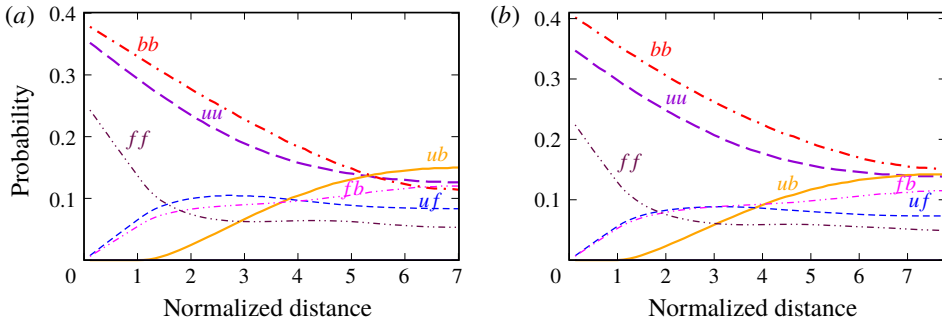 (a)
(b)
Probability
0.4
0.3
0.2
0.1
0
1
2
3
4
5
6
7
Normalized distance
bb
uu
ff
ub
fb
uf
0.4
0.3
0.2
0.1
0
1
2
3
4
5
6
7
Normalized distance
bb
uu
ff
ub
fb
uf